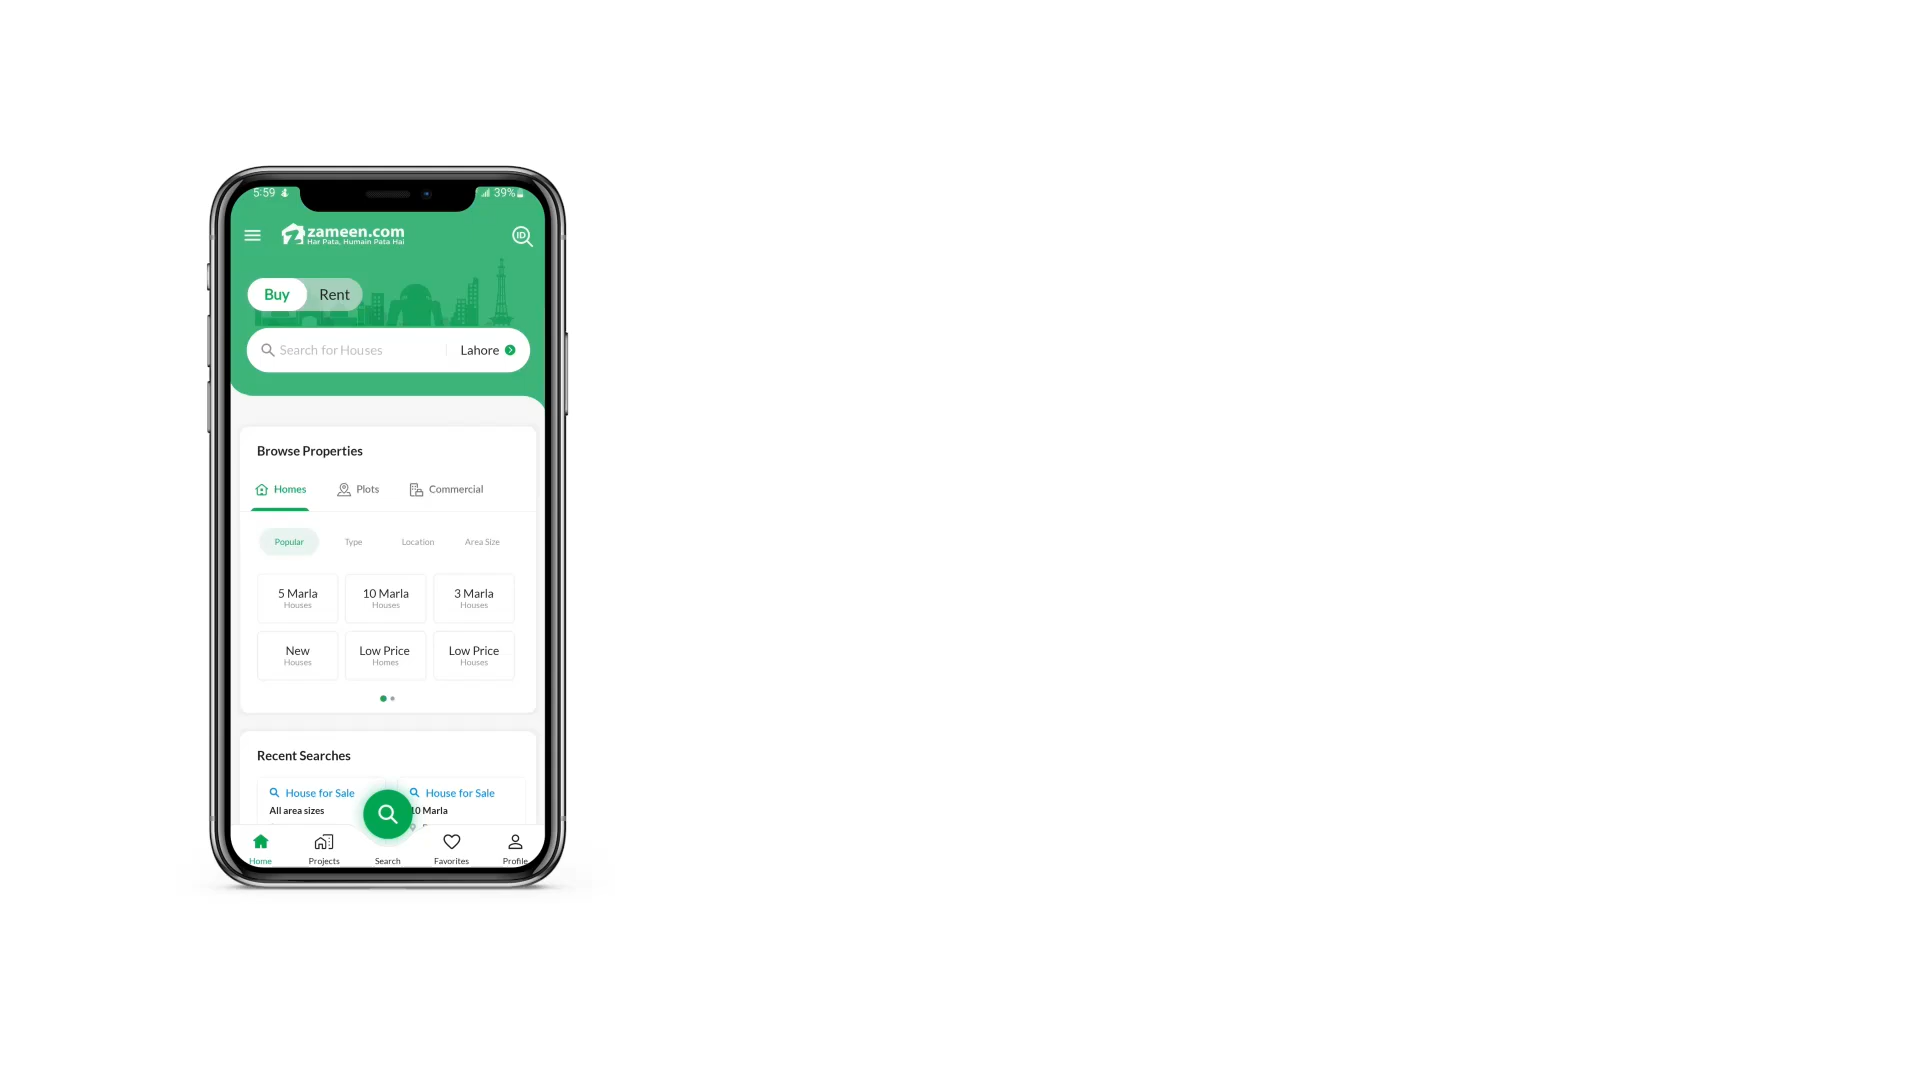 5:59
39%
zameen.com
Har Pata, Humain Pata Hai
ID
Buy Rent
Search for Houses Lahore
Browse Properties
Homes Plots Commercial
Popular Type Location Area Size
5 Marla 10 Marla 3 Marla
Houses Houses Houses
New Low Price Low Price
Houses Homes Houses
Recent Searches
House for Sale House for Sale
All area sizes 10 Marla
Home Projects Search Favorites Profile